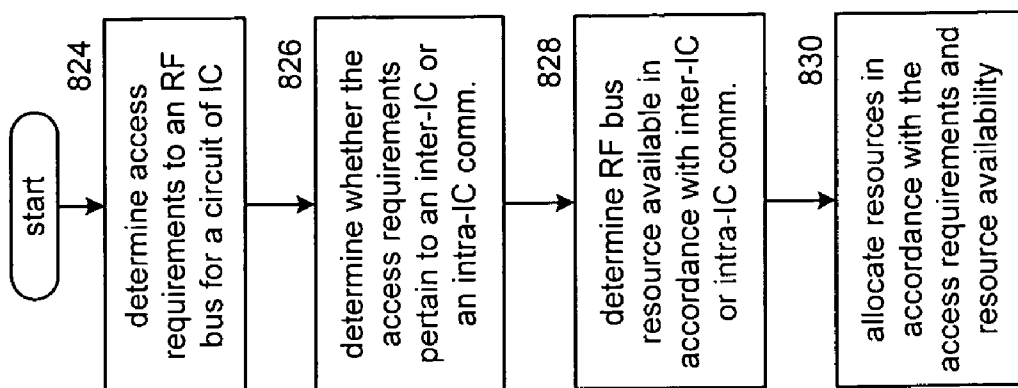 start
824
determine access
requirements to an RF
bus for a circuit of IC
826
determine whether the
access requirements
pertain to an inter-IC or
an intra-IC comm.
828
determine RF bus
resource available in
accordance with inter-IC
or intra-IC comm.
830
allocate resources in
accordance with the
access requirements and
resource availability